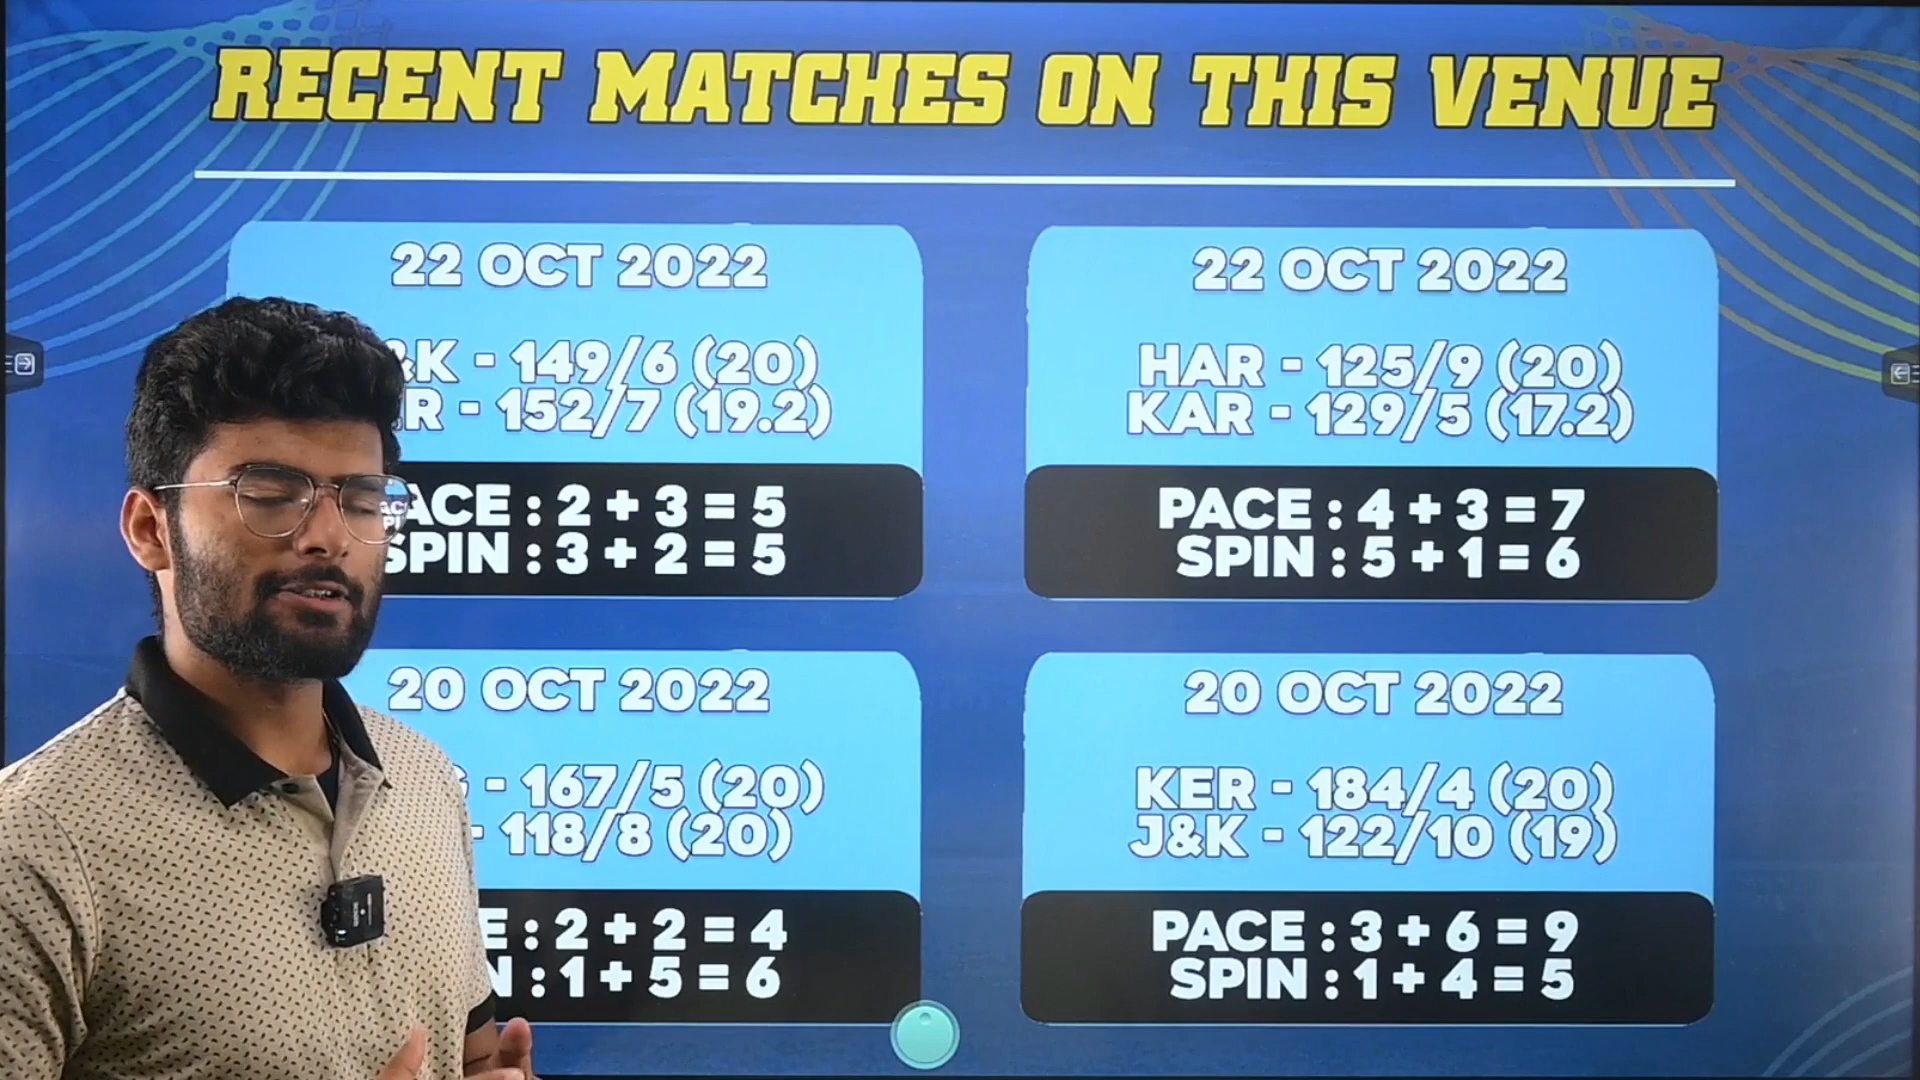 RECENT MATCHES ON THIS VENUE
22 OCT 2022
&K - 149/6 (20)
R - 152/7 (19.2)
ACE : 2 + 3 = 5
SPIN : 3 + 2 = 5
22 OCT 2022
HAR - 125/9 (20)
KAR - 129/5 (17.2)
PACE : 4 + 3 = 7
SPIN : 5 + 1 = 6
20 OCT 2022
- 167/5 (20)
- 118/8 (20)
E : 2 + 2 = 4
N : 1 + 5 = 6
20 OCT 2022
KER - 184/4 (20)
J&K - 122/10 (19)
PACE : 3 + 6 = 9
SPIN : 1 + 4 = 5